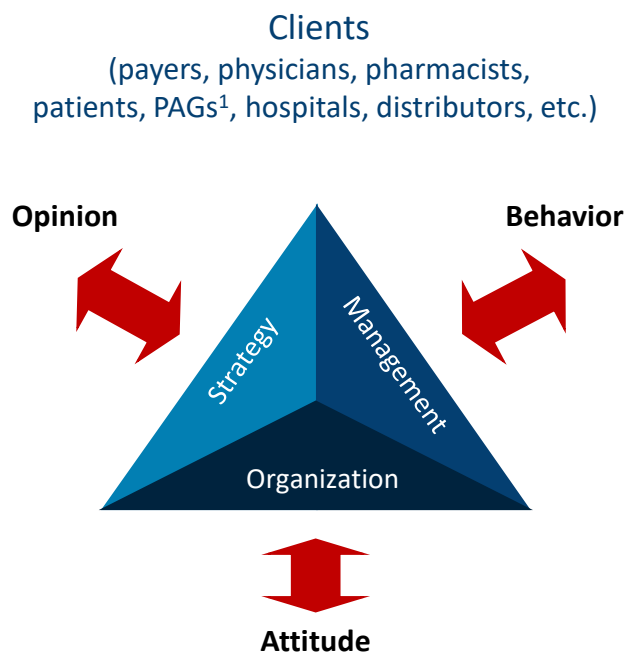 Clients
(payers, physicians, pharmacists,
patients, PAGs¹, hospitals, distributors, etc.)
Opinion
Behavior
Strategy
Management
Organization
Attitude